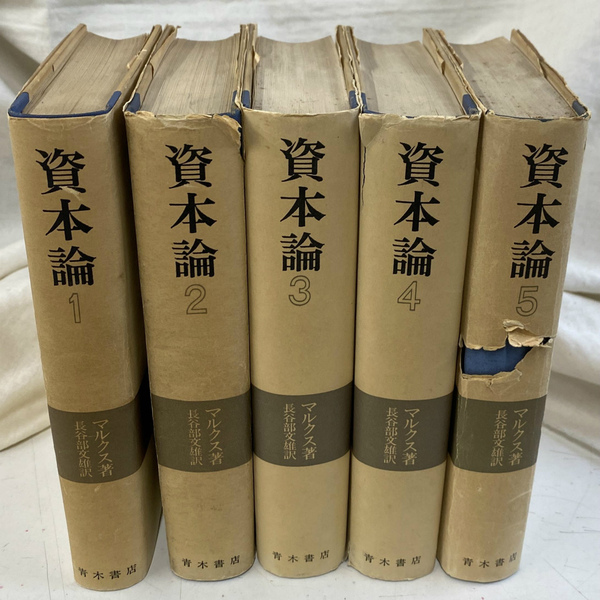 資本論
1
マルクス著
長谷部文雄訳
青木書店
資本論
2
マルクス著
長谷部文雄訳
青木書店
資本論
3
マルクス著
長谷部文雄訳
青木書店
資本論
4
マルクス著
長谷部文雄訳
青木書店
資本論
5
マルクス著
長谷部文雄訳
青木書店